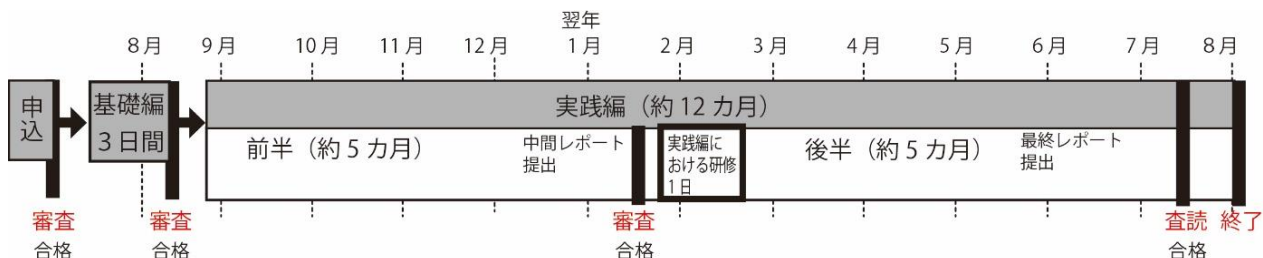 翌年
8月 9月 10月 11月 12月 1月 2月 3月 4月 5月 6月 7月 8月
申込
基礎編
3日間
実践編（約12カ月）
前半（約5カ月）
中間レポート
提出
実践編に
おける研修
1日
後半（約5カ月）
最終レポート
提出
審査 審査 審査 査読 終了
合格 合格 合格 合格